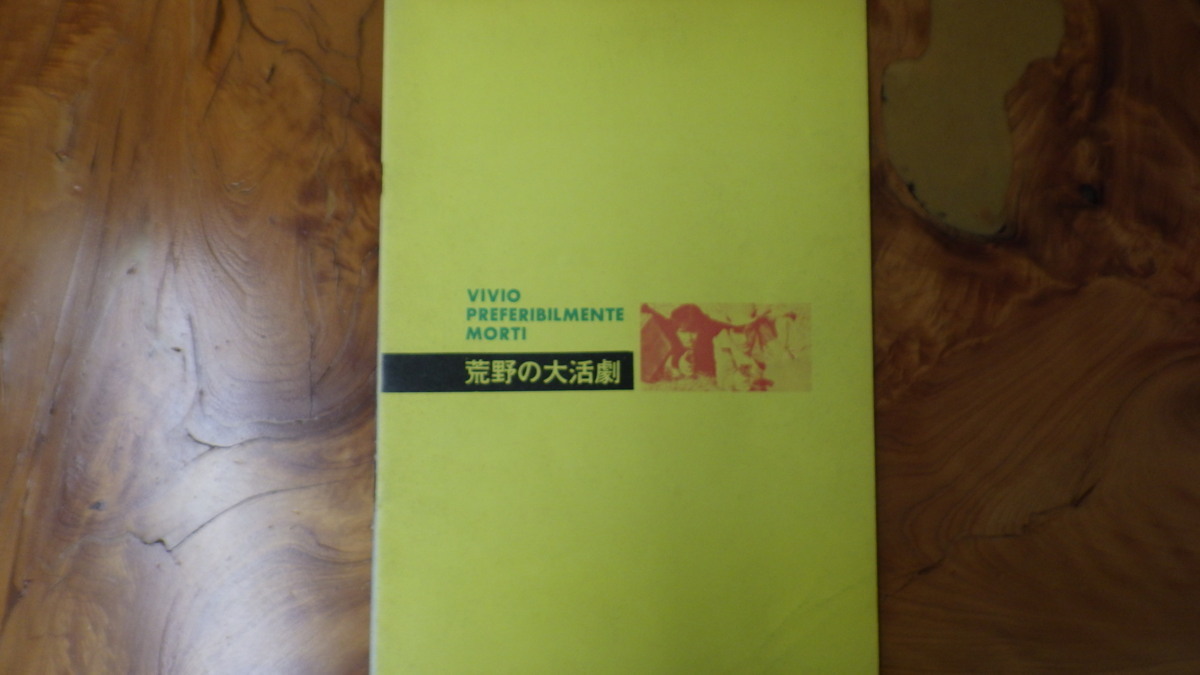 VIVIO
PREFERIBILMENTE
MORTI
荒野の大活劇